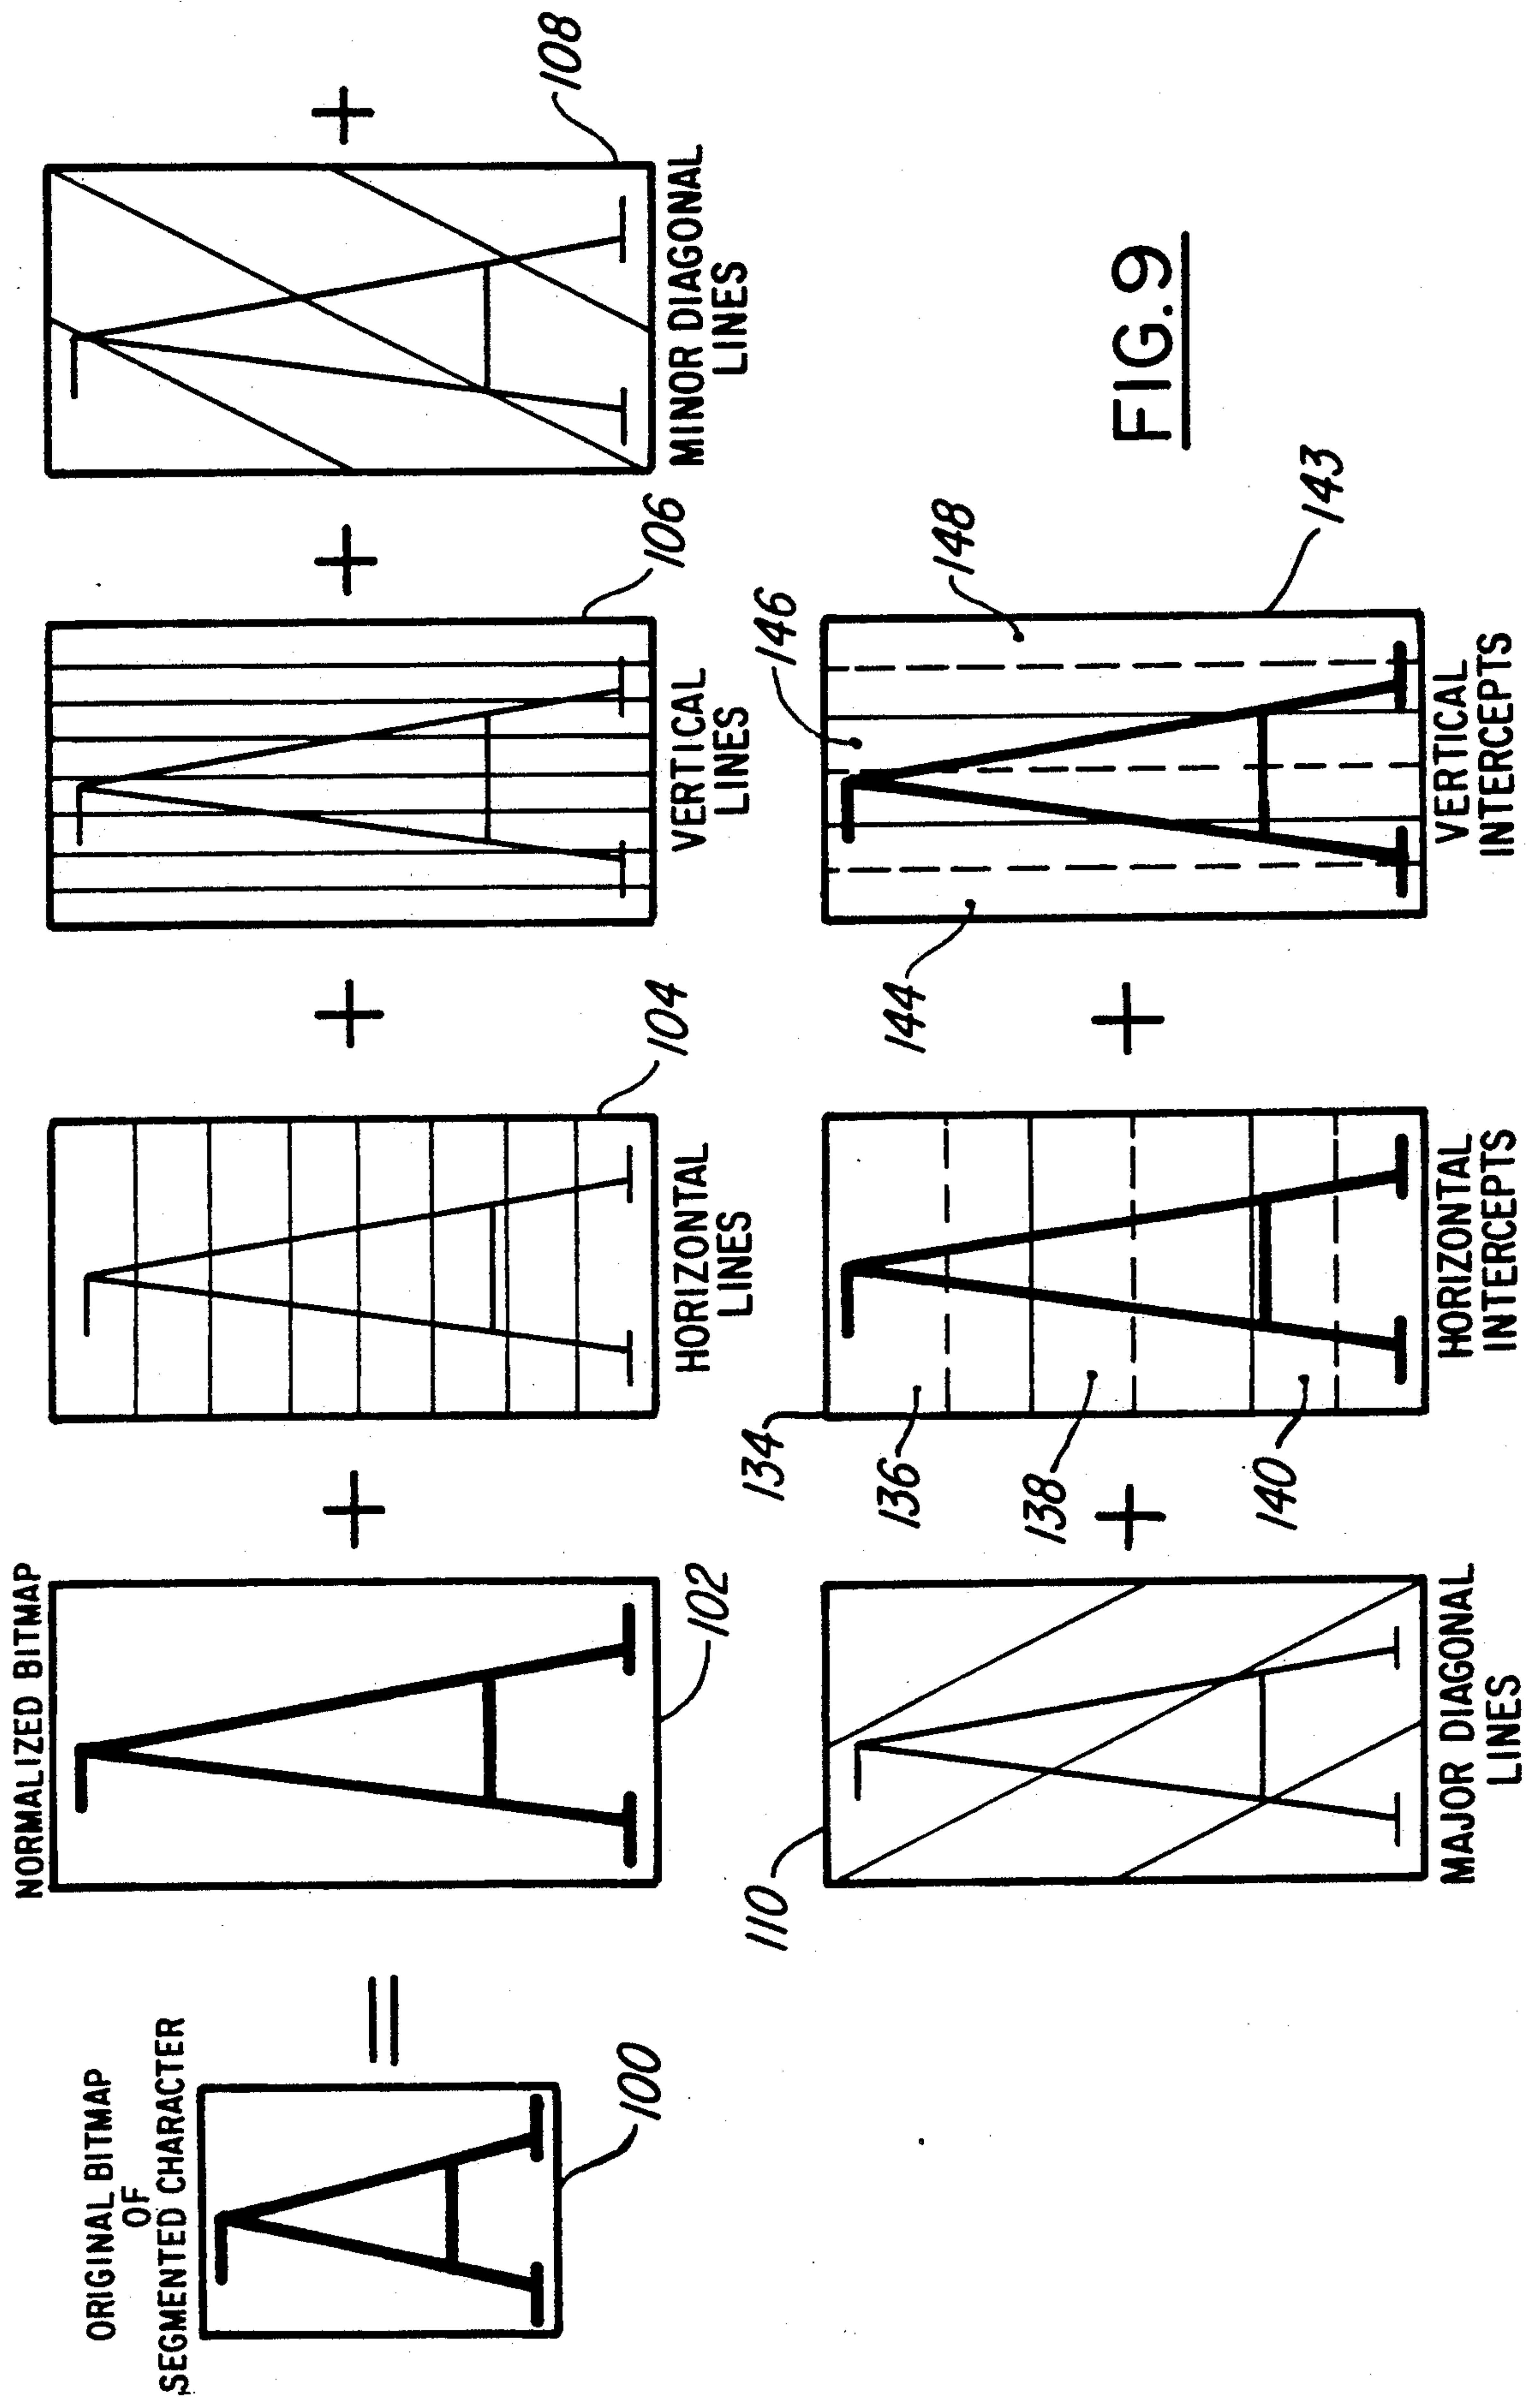 ORIGINAL BITMAP
OF
SEGMENTED CHARACTER
100
=
NORMALIZED BITMAP
102
+
104
HORIZONTAL
LINES
+
106
VERTICAL
LINES
+
108
MINOR DIAGONAL
LINES
+
110
MAJOR DIAGONAL
LINES
+
134
136
138
140
HORIZONTAL
INTERCEPTS
+
144
146
148
143
VERTICAL
INTERCEPTS
FIG.9